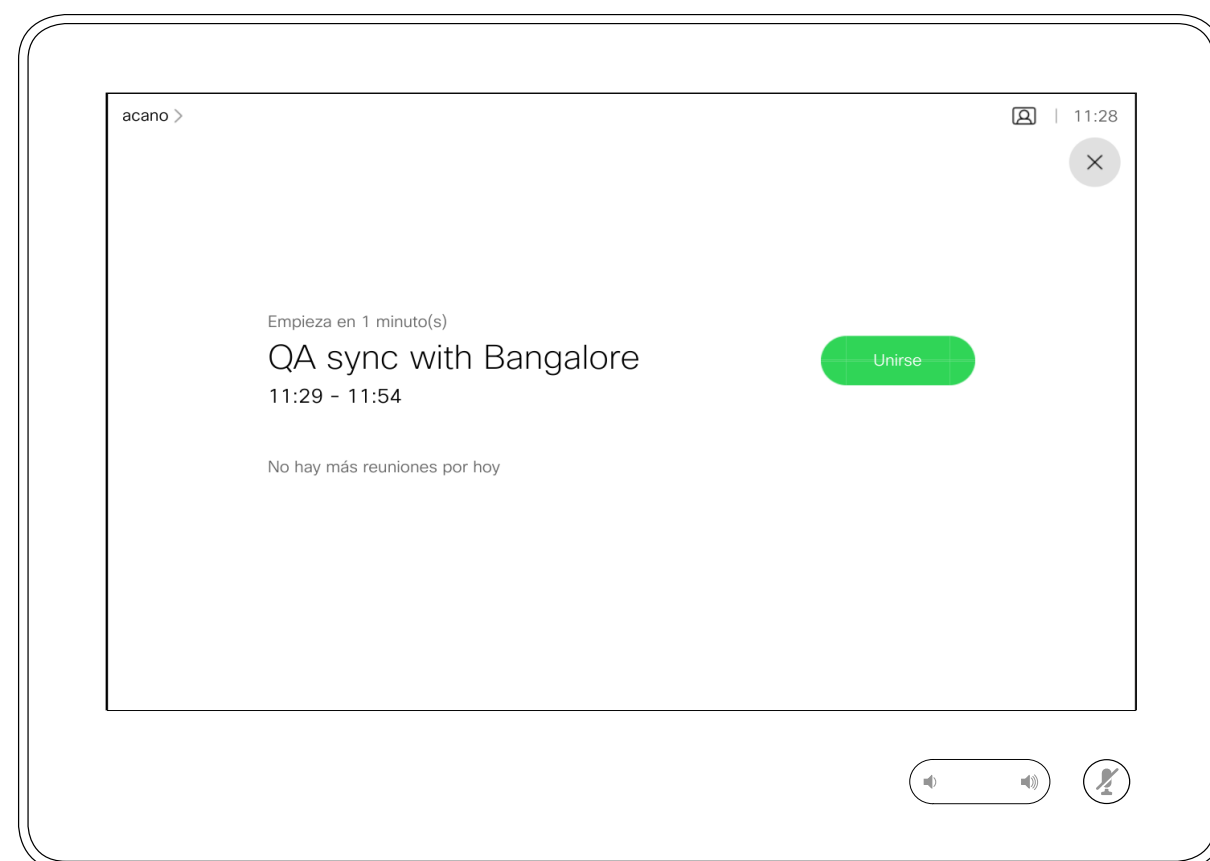 acano
11:28
Empieza en 1 minuto(s)
QA sync with Bangalore
Unirse
11:29 - 11:54
No hay más reuniones por hoy